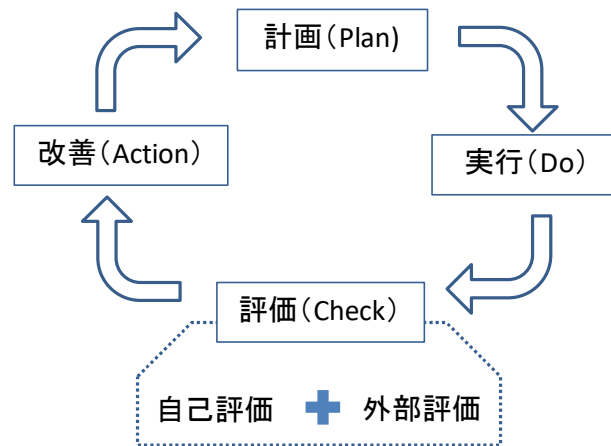 計画（Plan)
改善（Action）
実行（Do）
評価（Check）
自己評価 + 外部評価